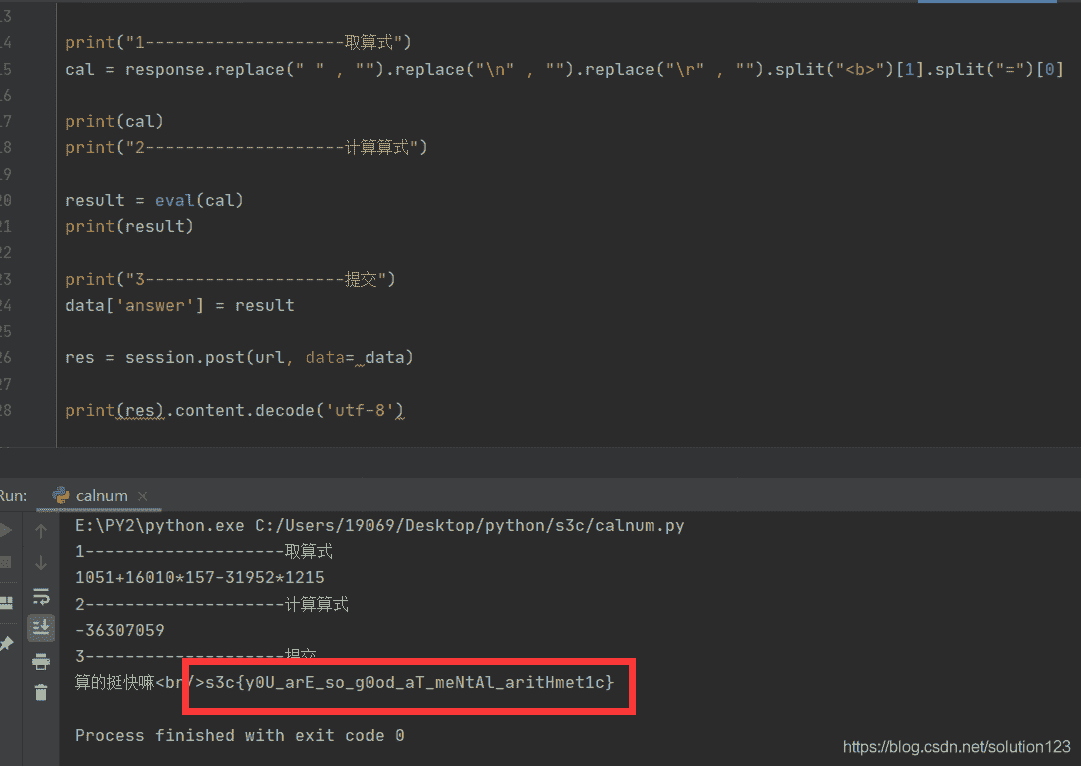 13
14 print("1--------------------取算式")
15 cal = response.replace(" " , "").replace("\n" , "").replace("\r" , "").split("<b>")[1].split("=")[0]
16
17 print(cal)
18 print("2--------------------计算算式")
19
20 result = eval(cal)
21 print(result)
22
23 print("3--------------------提交")
24 data['answer'] = result
25
26 res = session.post(url, data= data)
27
28 print(res).content.decode('utf-8')
Run: calnum
E:\PY2\python.exe C:/Users/19069/Desktop/python/s3c/calnum.py
1--------------------取算式
1051+16010*157-31952*1215
2--------------------计算算式
-36307059
3--------------------提交
算的挺快嘛<br/>s3c{y0U_arE_so_g0od_aT_meNtAl_aritHmet1c}
Process finished with exit code 0
https://blog.csdn.net/solution123